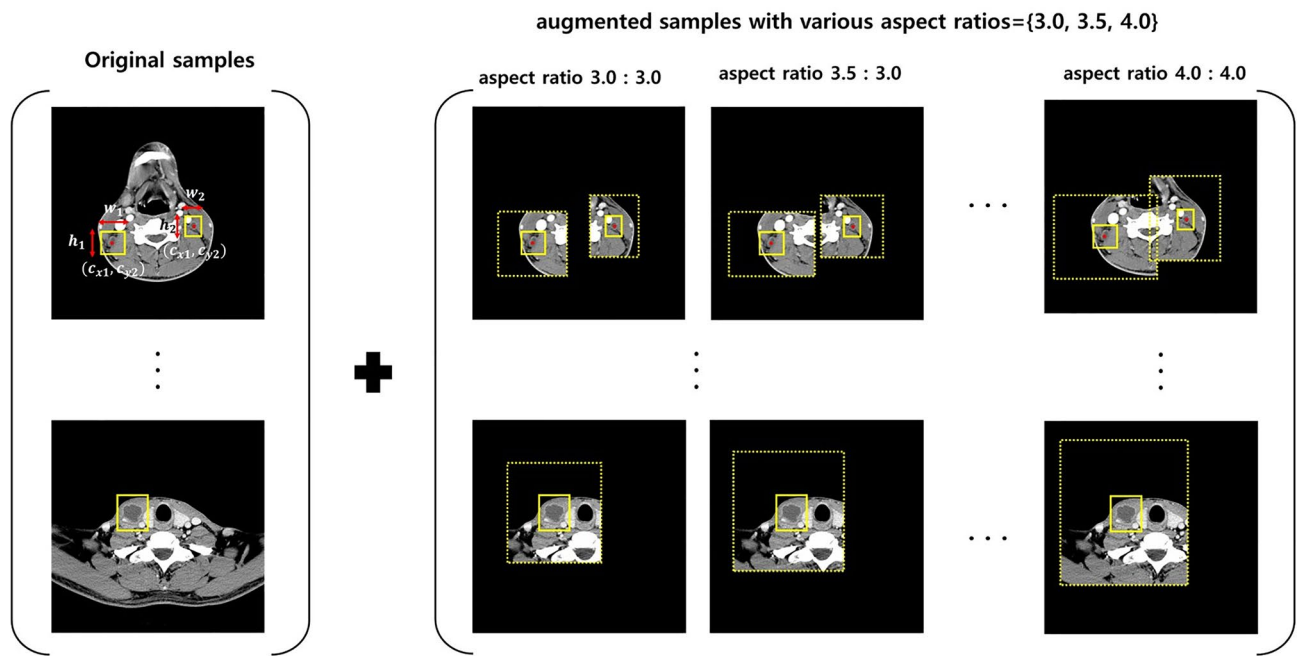 augmented samples with various aspect ratios={3.0, 3.5, 4.0}
Original samples
aspect ratio 3.0 : 3.0
aspect ratio 3.5 : 3.0
aspect ratio 4.0 : 4.0
w₁
w₂
h₁
h₂
(cₓ₁, c_y2)
(cₓ₁, c_y2)